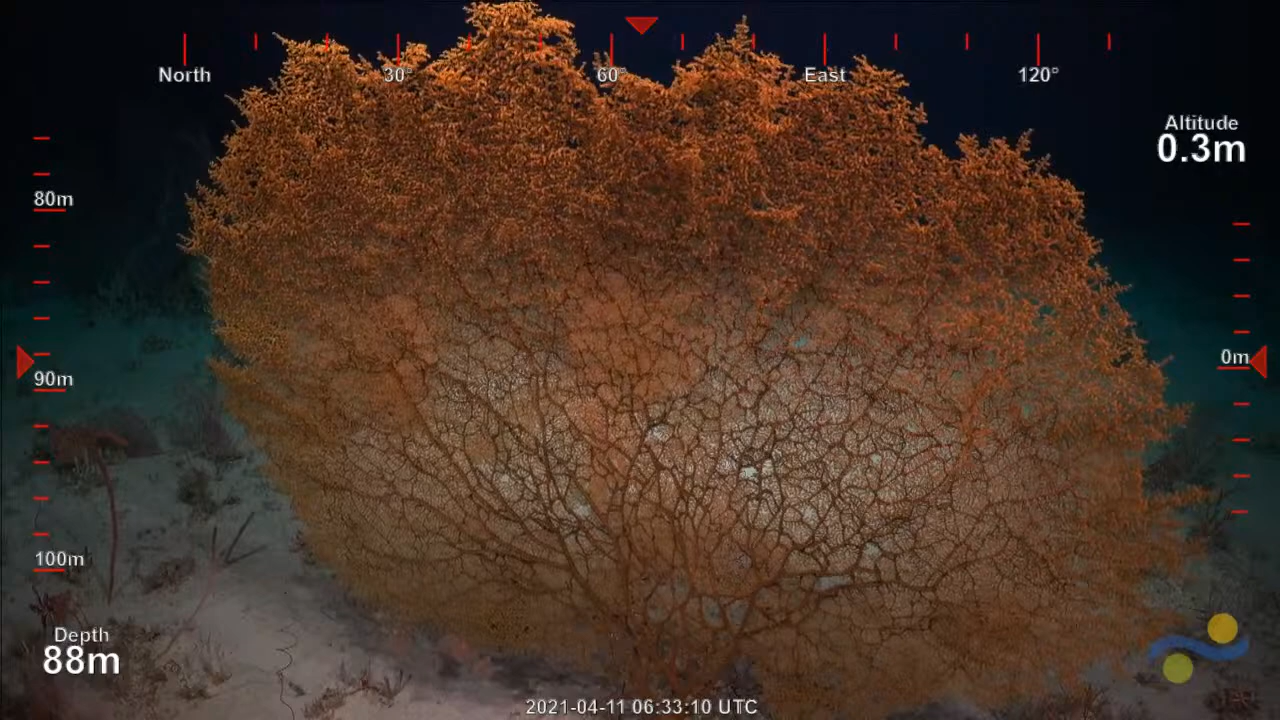 North 30° 60° East 120°
Altitude
0.3m
80m
90m
0m
100m
Depth
88m
2021-04-11 06:33:10 UTC